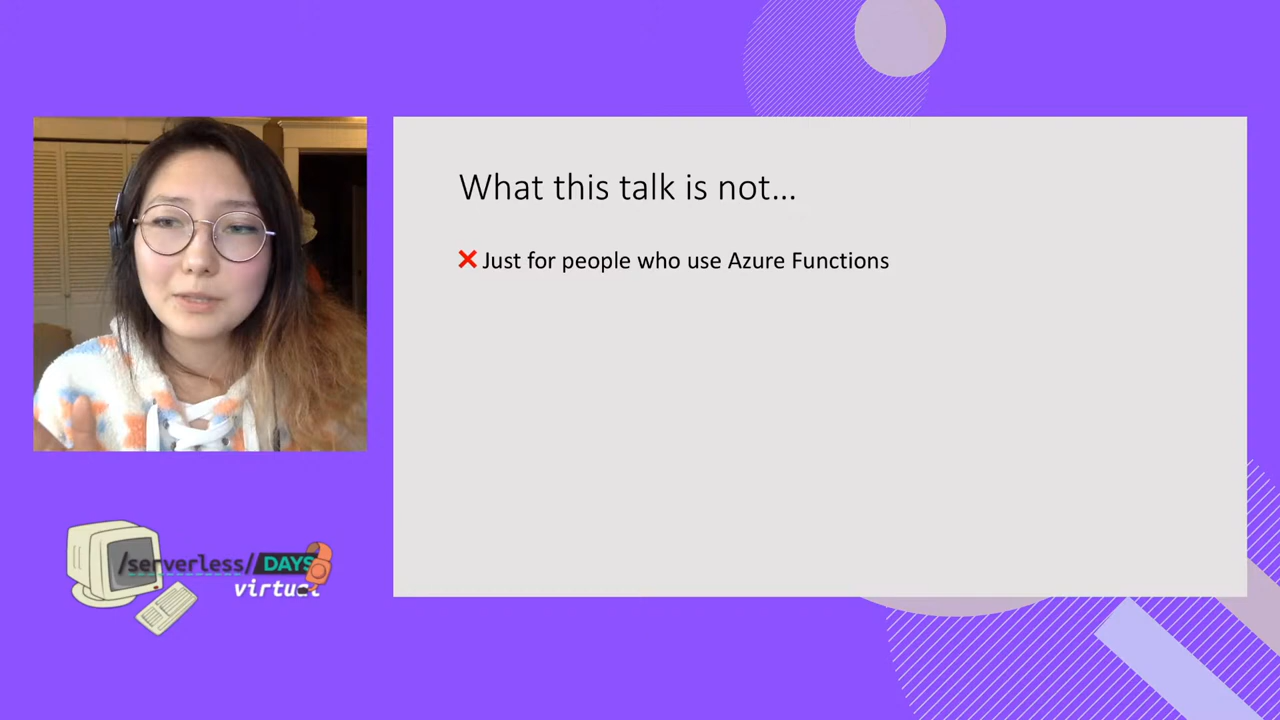 What this talk is not...
❌ Just for people who use Azure Functions
/serverless/DAYS
virtual